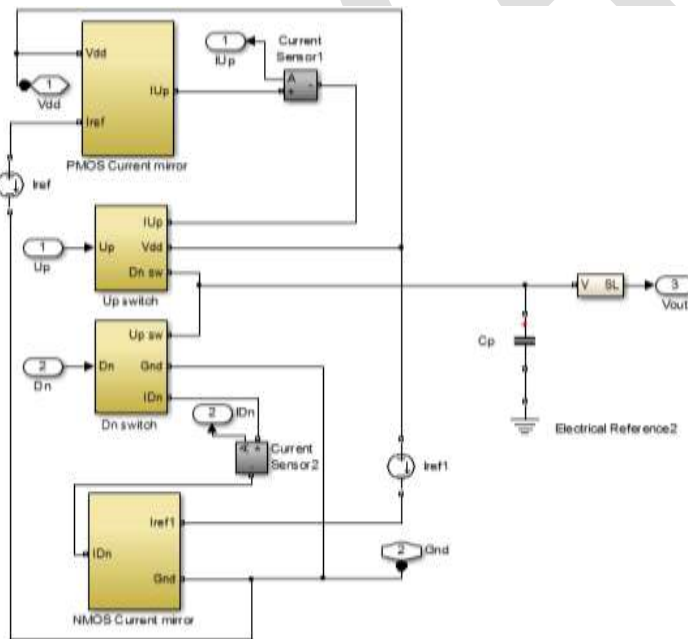 1
Vdd
Vdd
IUp
Iref
PMOS Current mirror
1
IUp
Current
Sensor1
A
+
-
Iref
1
Up
Up
IUp
Vdd
Dn sw
Up switch
2
Dn
Dn
Up sw
Gnd
IDn
Dn switch
2
IDn
A
+
Current
Sensor2
V
SL
3
Vout
Cp
Electrical Reference2
Iref1
Iref1
IDn
Gnd
NMOS Current mirror
2
Gnd